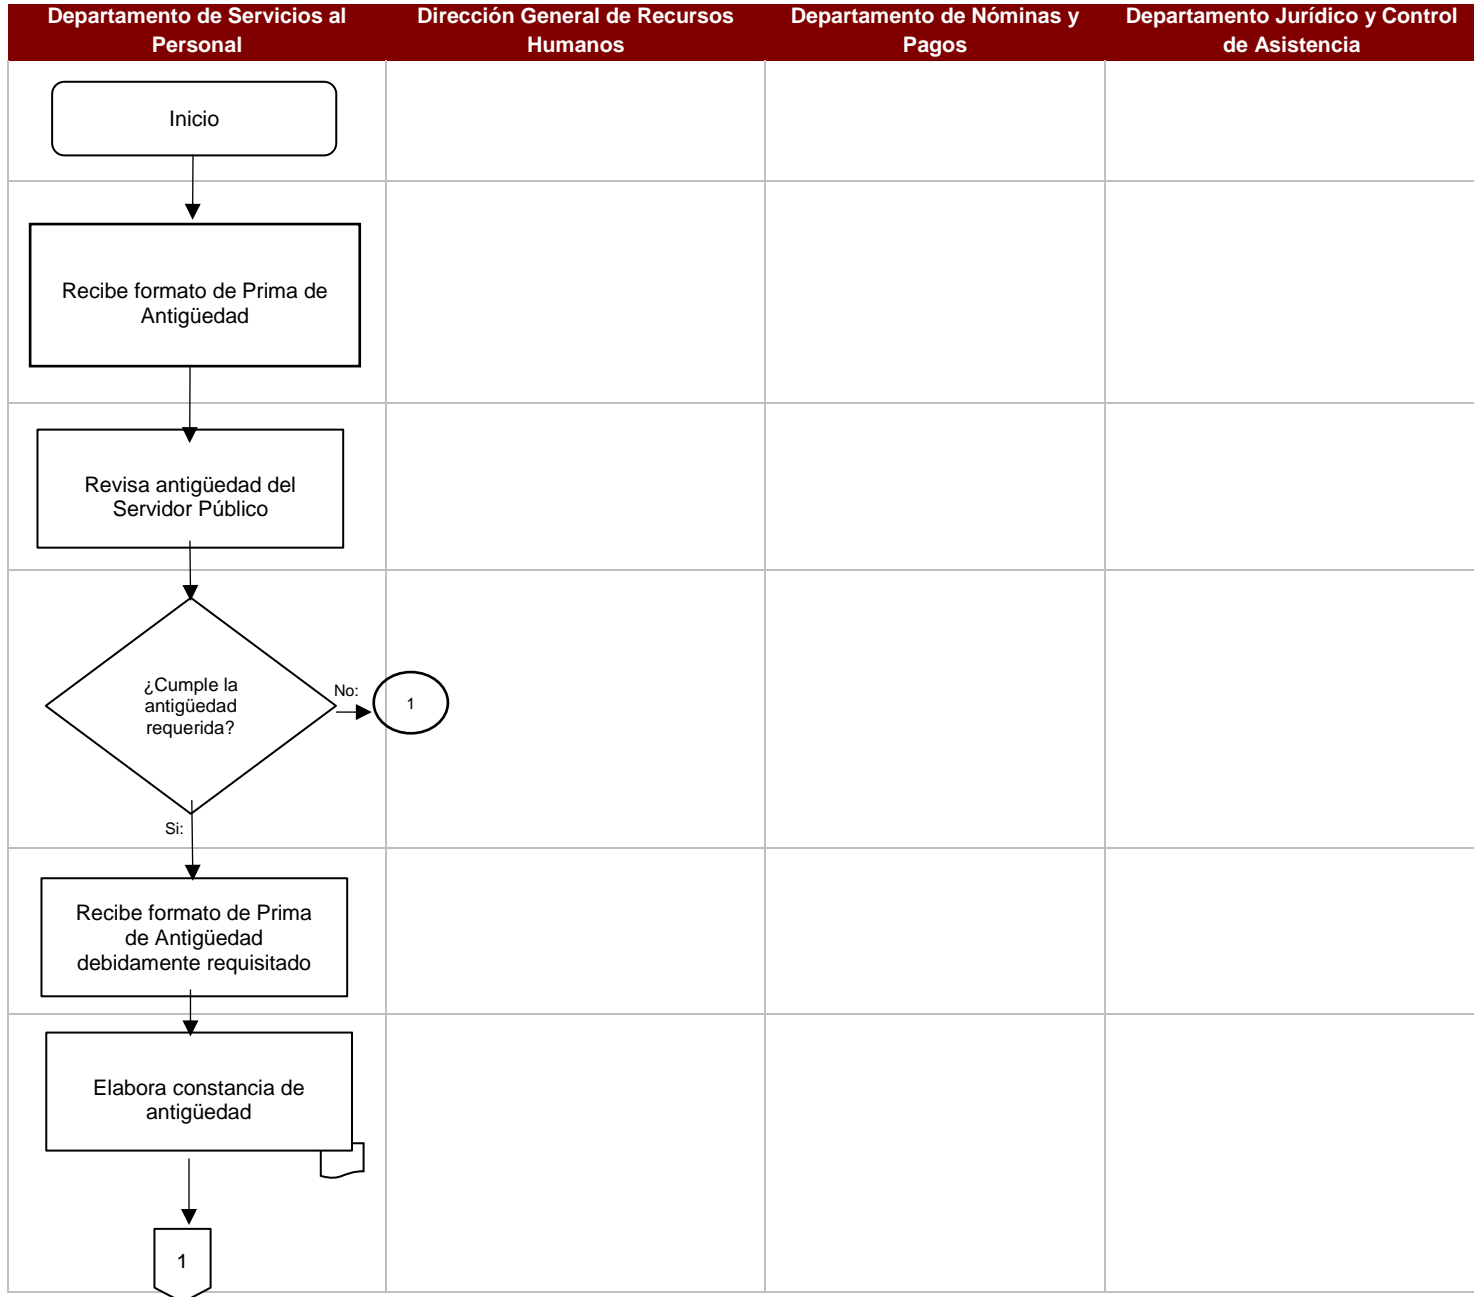 Departamento de Servicios al
Personal
Dirección General de Recursos
Humanos
Departamento de Nóminas y
Pagos
Departamento Jurídico y Control
de Asistencia
Inicio
Recibe formato de Prima de
Antigüedad
Revisa antigüedad del
Servidor Público
¿Cumple la
antigüedad
requerida?
No:
1
Si:
Recibe formato de Prima
de Antigüedad
debidamente requisitado
Elabora constancia de
antigüedad
1